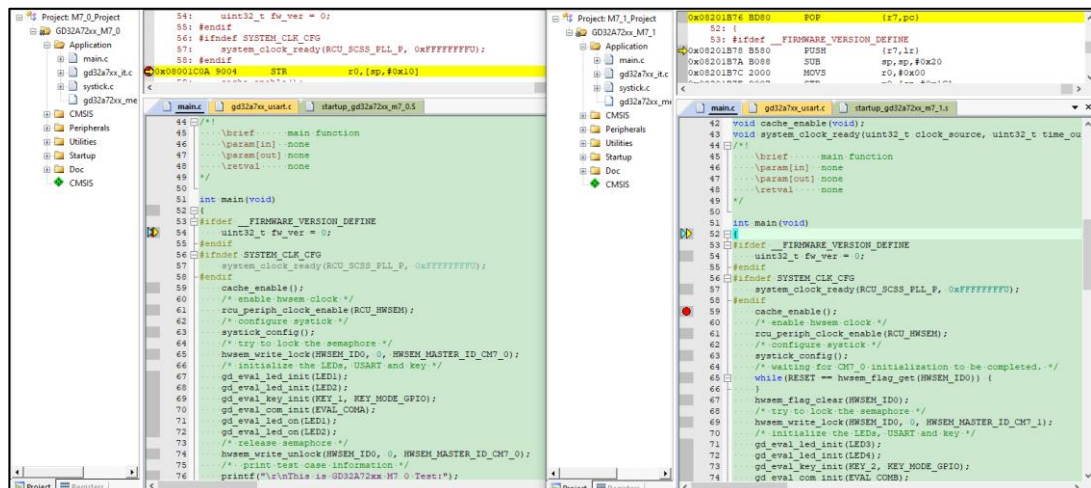 Project: M7_0_Project
GD32A72xx_M7_0
Application
main.c
gd32a7xx_it.c
systick.c
gd32a72xx_me
CMSIS
Peripherals
Utilities
Startup
Doc
CMSIS
Project
Registers
54: uint32_t fw_ver = 0;
55: #endif
56: #ifndef SYSTEM_CLK_CFG
57: system_clock_ready(RCU_SCSS_PLL_P, 0xFFFFFFFFU);
58: #endif
0x08001C0A 9004 STR r0,[sp,#0x10]
main.c gd32a7xx_usart.c startup_gd32a72xx_m7_0.S
44 /*!
45 \brief main function
46 \param[in] none
47 \param[out] none
48 \retval none
49 */
50
51 int main(void)
52 {
53 #ifdef __FIRMWARE_VERSION_DEFINE
54 uint32_t fw_ver = 0;
55 #endif
56 #ifndef SYSTEM_CLK_CFG
57 system_clock_ready(RCU_SCSS_PLL_P, 0xFFFFFFFFU);
58 #endif
59 cache_enable();
60 /* enable hwsem clock */
61 rcu_periph_clock_enable(RCU_HWSEM);
62 /* configure systick */
63 systick_config();
64 /* try to lock the semaphore */
65 hwsem_write_lock(HWSEM_ID0, 0, HWSEM_MASTER_ID_CM7_0);
66 /* initialize the LEDs, USART and key */
67 gd_eval_led_init(LED1);
68 gd_eval_led_init(LED2);
69 gd_eval_key_init(KEY_1, KEY_MODE_GPIO);
70 gd_eval_com_init(EVAL_COMA);
71 gd_eval_led_on(LED1);
72 gd_eval_led_on(LED2);
73 /* release semaphore */
74 hwsem_write_unlock(HWSEM_ID0, 0, HWSEM_MASTER_ID_CM7_0);
75 /* print test case information */
76 printf("\r\nThis is GD32A72xx M7 0 Test:");
Project: M7_1_Project
GD32A72xx_M7_1
Application
main.c
gd32a7xx_it.c
systick.c
gd32a72xx_me
CMSIS
Peripherals
Utilities
Startup
Doc
CMSIS
Project
Registers
0x08201B76 BD80 POP {r7,pc}
52: {
53: #ifdef __FIRMWARE_VERSION_DEFINE
0x08201B78 B580 PUSH {r7,lr}
0x08201B7A B088 SUB sp,sp,#0x20
0x08201B7C 2000 MOVS r0,#0x00
main.c gd32a7xx_usart.c startup_gd32a72xx_m7_1.s
42 void cache_enable(void);
43 void system_clock_ready(uint32_t clock_source, uint32_t time_ou
44 /*!
45 \brief main function
46 \param[in] none
47 \param[out] none
48 \retval none
49 */
50
51 int main(void)
52 {
53 #ifdef __FIRMWARE_VERSION_DEFINE
54 uint32_t fw_ver = 0;
55 #endif
56 #ifndef SYSTEM_CLK_CFG
57 system_clock_ready(RCU_SCSS_PLL_P, 0xFFFFFFFFU);
58 #endif
59 cache_enable();
60 /* enable hwsem clock */
61 rcu_periph_clock_enable(RCU_HWSEM);
62 /* configure systick */
63 systick_config();
64 /* waiting for CM7_0 initialization to be completed. */
65 while(RESET == hwsem_flag_get(HWSEM_ID0)) {
66 }
67 hwsem_flag_clear(HWSEM_ID0);
68 /* try to lock the semaphore */
69 hwsem_write_lock(HWSEM_ID0, 0, HWSEM_MASTER_ID_CM7_1);
70 /* initialize the LEDs, USART and key */
71 gd_eval_led_init(LED3);
72 gd_eval_led_init(LED4);
73 gd_eval_key_init(KEY_2, KEY_MODE_GPIO);
74 gd_eval_com_init(EVAL_COMB);